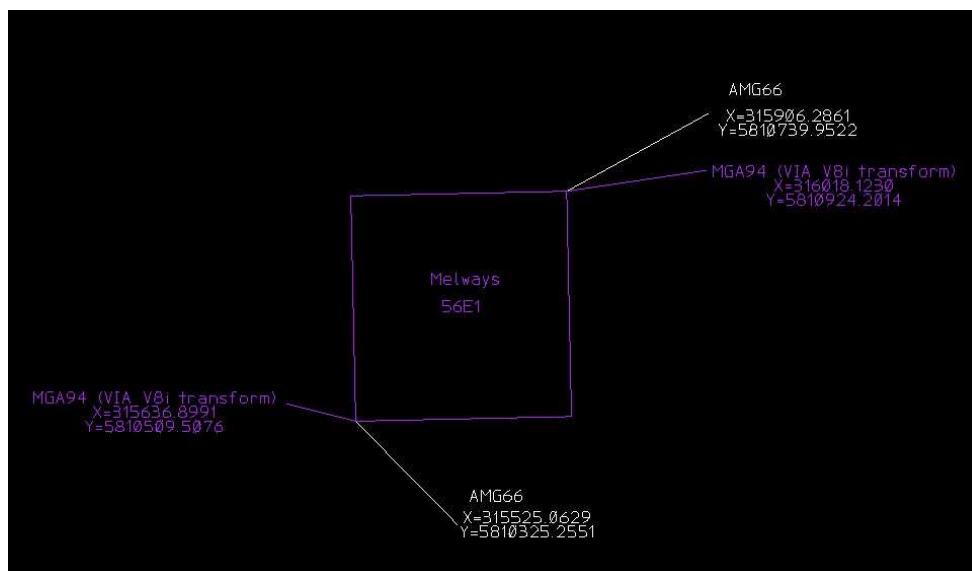 AMG66
X=315906.2861
Y=5810739.9522
MGA94 (VIA V8i transform)
X=316018.1230
Y=5810924.2014
Melways
56E1
MGA94 (VIA V8i transform)
X=315636.8991
Y=5810509.5076
AMG66
X=315525.0629
Y=5810325.2551